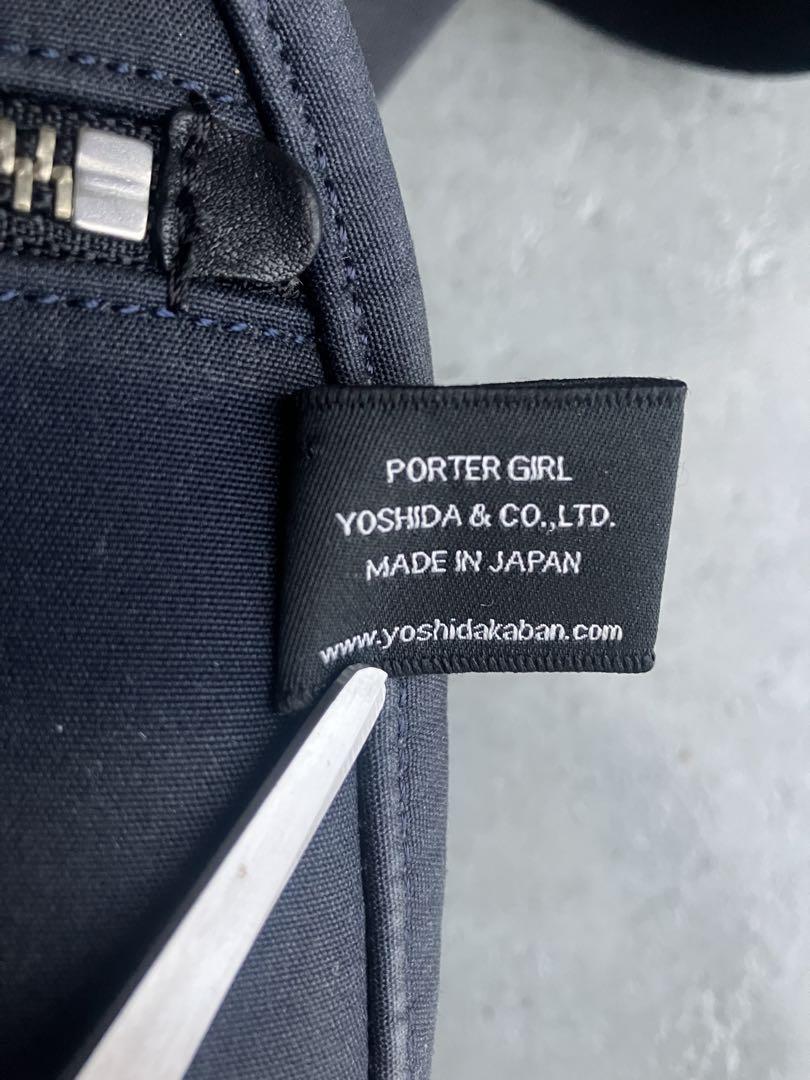 PORTER GIRL
YOSHIDA & CO.,LTD.
MADE IN JAPAN
www.yoshidakaban.com